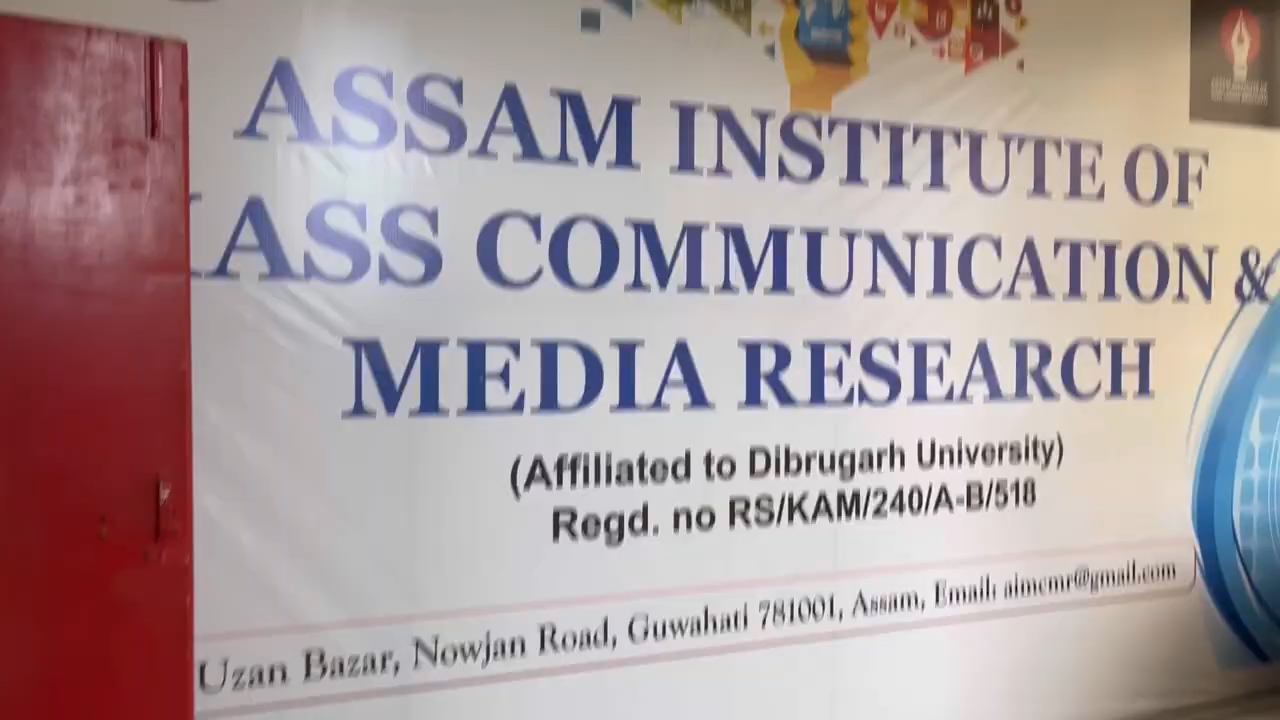 ASSAM INSTITUTE OF
ASS COMMUNICATION &
MEDIA RESEARCH
(Affiliated to Dibrugarh University)
Regd. no RS/KAM/240/A-B/518
Uzan Bazar, Nowjan Road, Guwahati 781001, Assam, Email: aimcmr@gmail.com